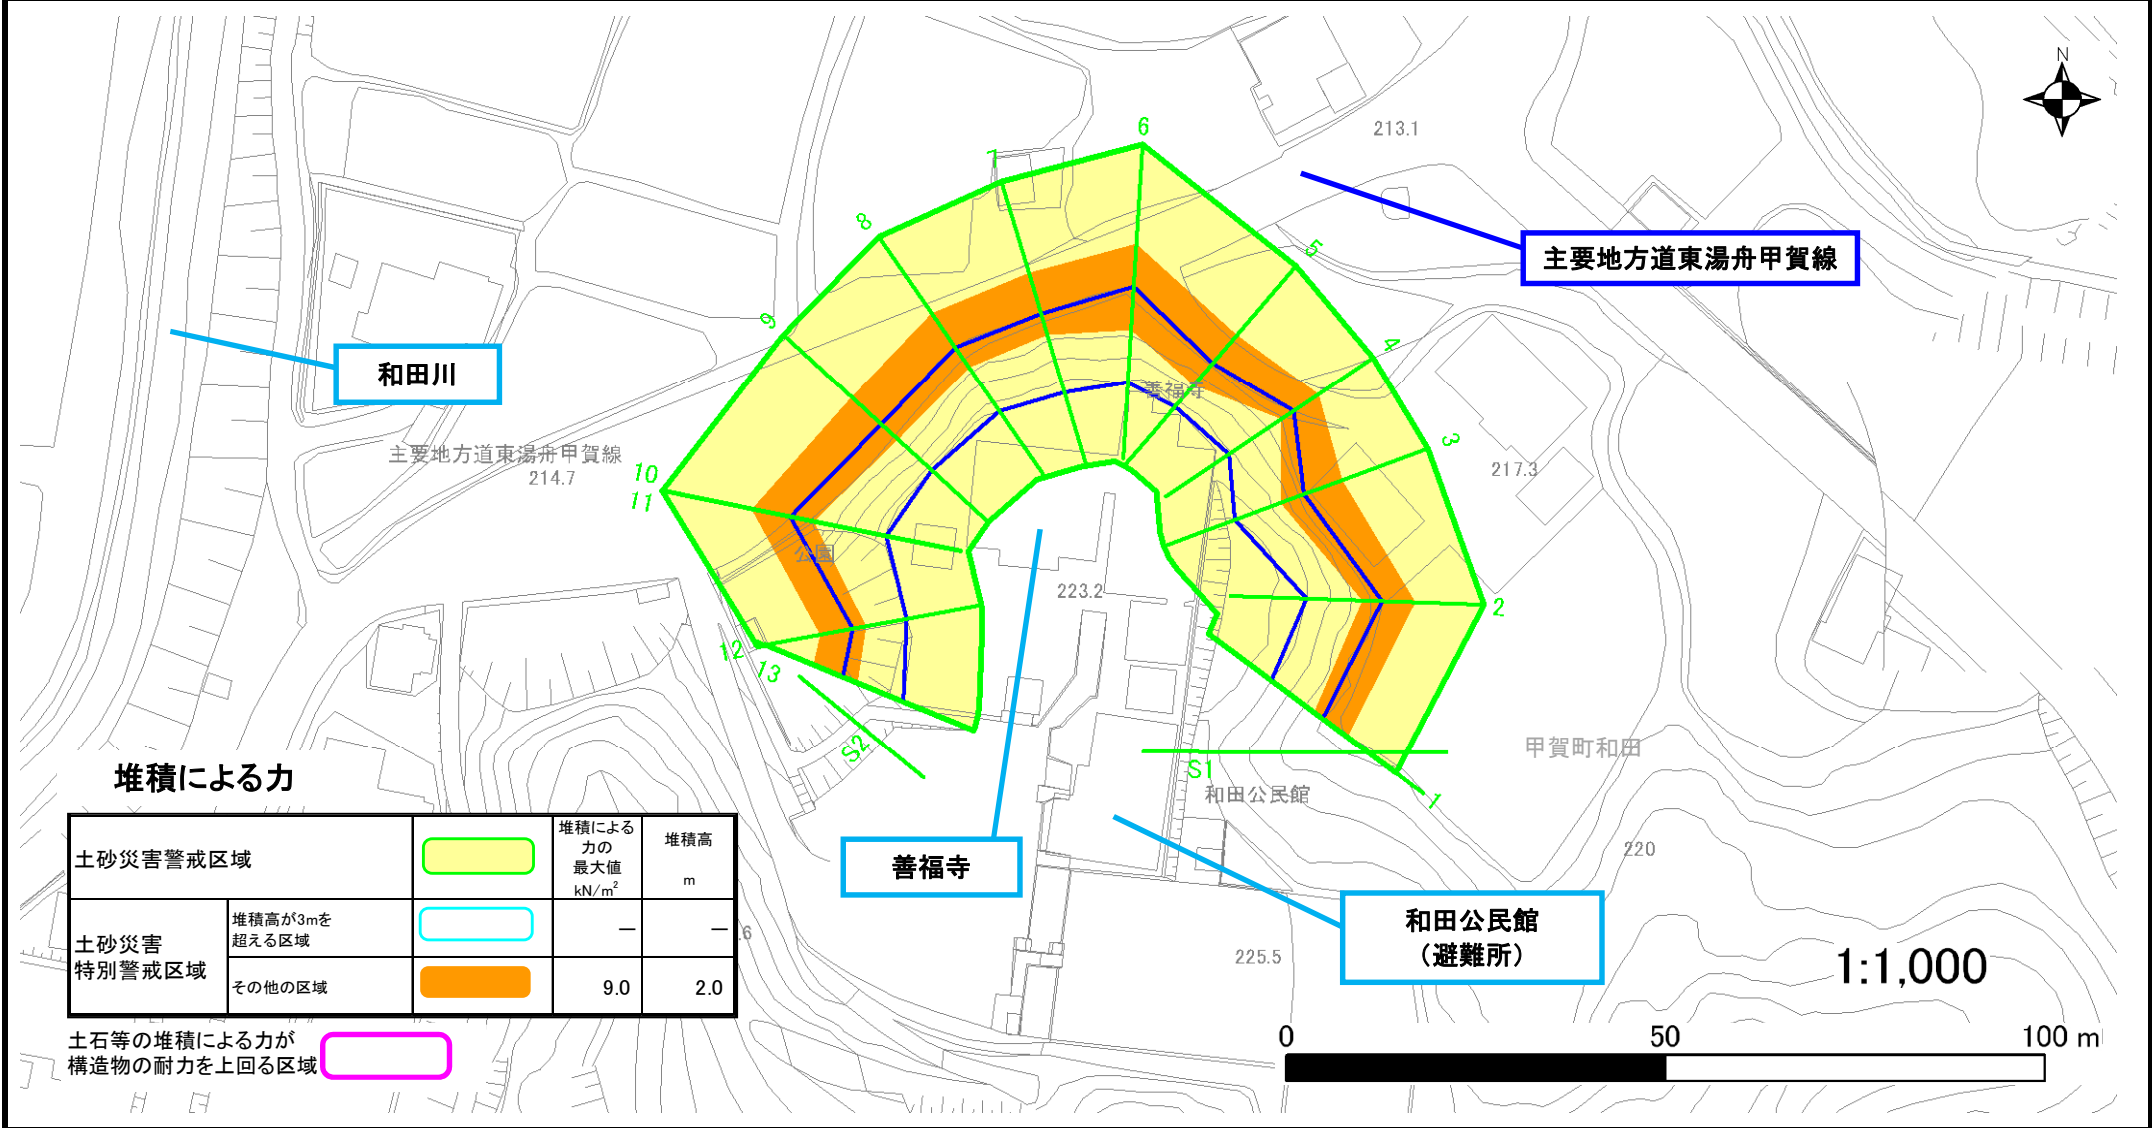 N
6
213.1
7
8
5
主要地方道東湯舟甲賀線
9
4
和田川
善福寺
3
主要地方道東湯舟甲賀線
214.7
10
11
217.3
公園
223.2
2
12
13
S2
S1
甲賀町和田
和田公民館
1
堆積による力
土砂災害警戒区域
堆積による
力の
最大値
kN/m²
堆積高
m
土砂災害
特別警戒区域
堆積高が3mを
超える区域
－
－
.6
その他の区域
9.0
2.0
土石等の堆積による力が
構造物の耐力を上回る区域
善福寺
220
和田公民館
（避難所）
225.5
1:1,000
0
50
100 m